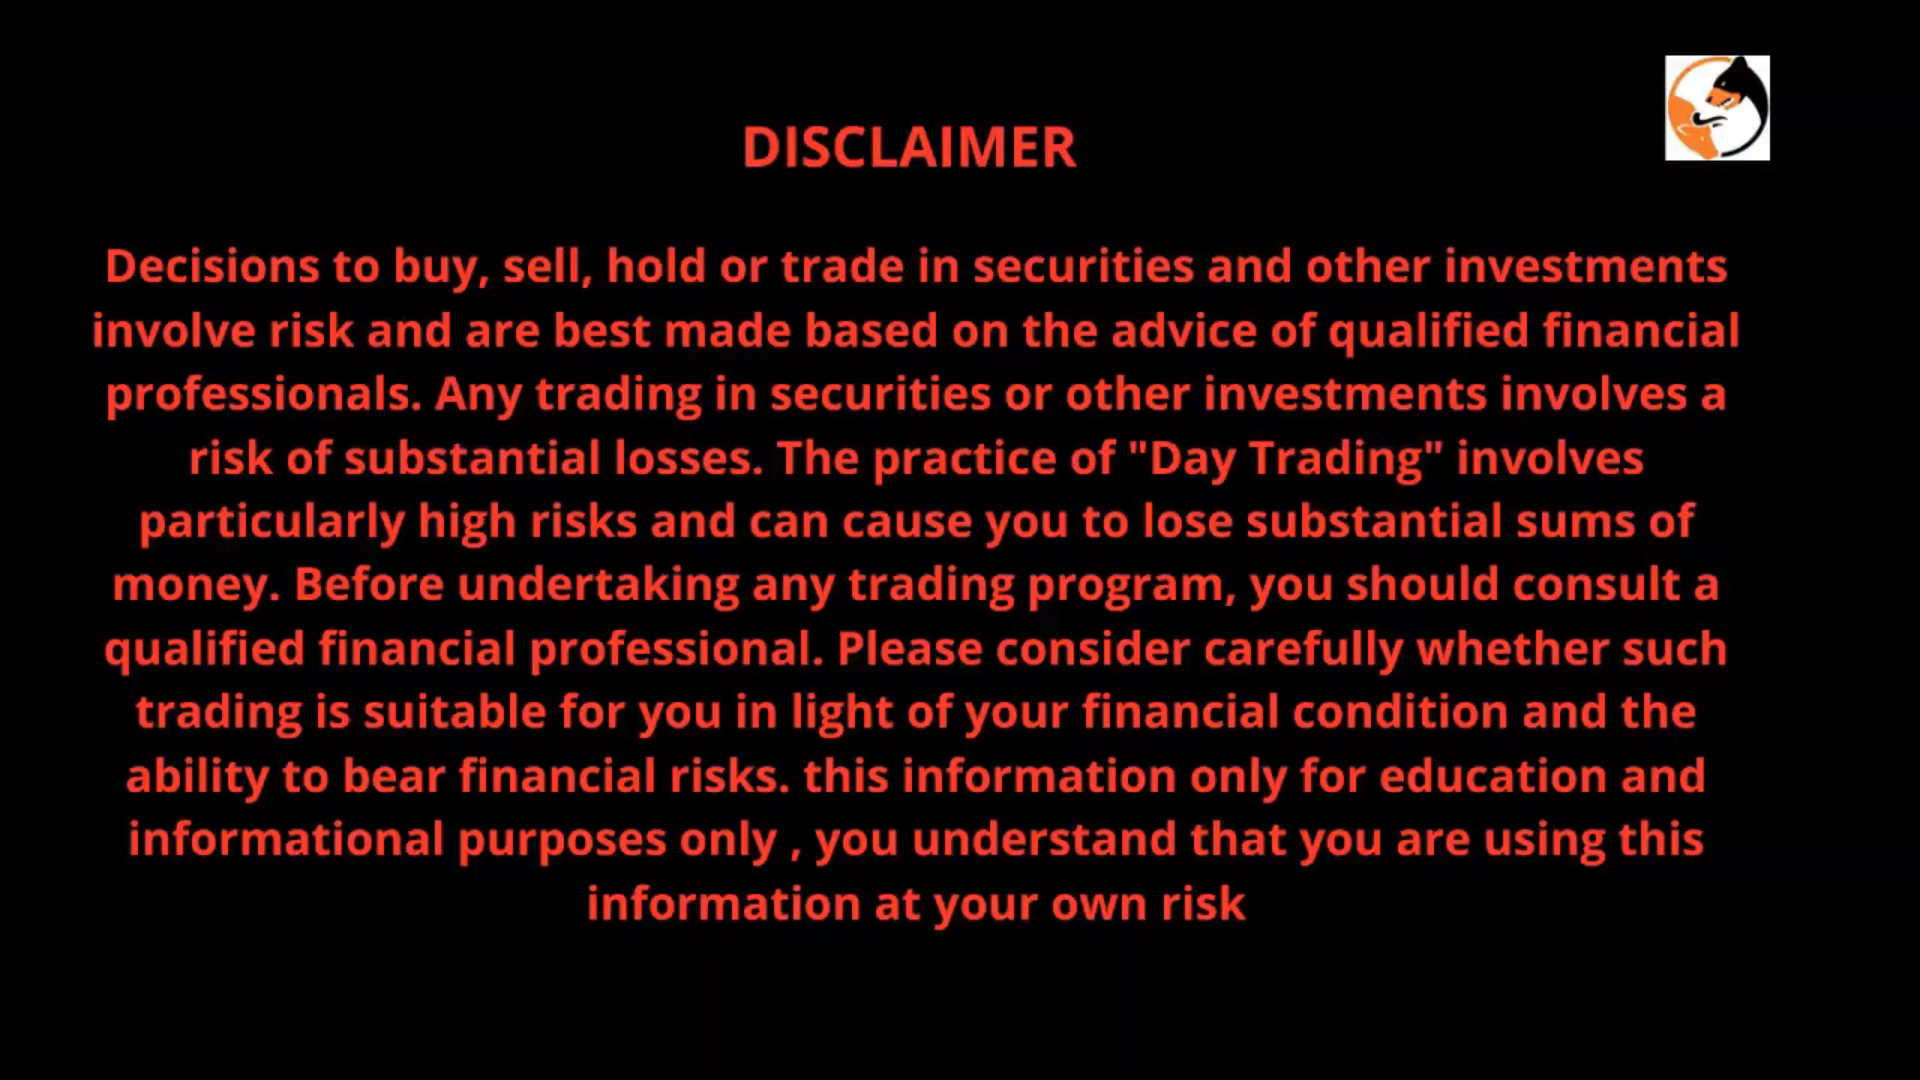 DISCLAIMER
Decisions to buy, sell, hold or trade in securities and other investments
involve risk and are best made based on the advice of qualified financial
professionals. Any trading in securities or other investments involves a
risk of substantial losses. The practice of "Day Trading" involves
particularly high risks and can cause you to lose substantial sums of
money. Before undertaking any trading program, you should consult a
qualified financial professional. Please consider carefully whether such
trading is suitable for you in light of your financial condition and the
ability to bear financial risks. this information only for education and
informational purposes only , you understand that you are using this
information at your own risk